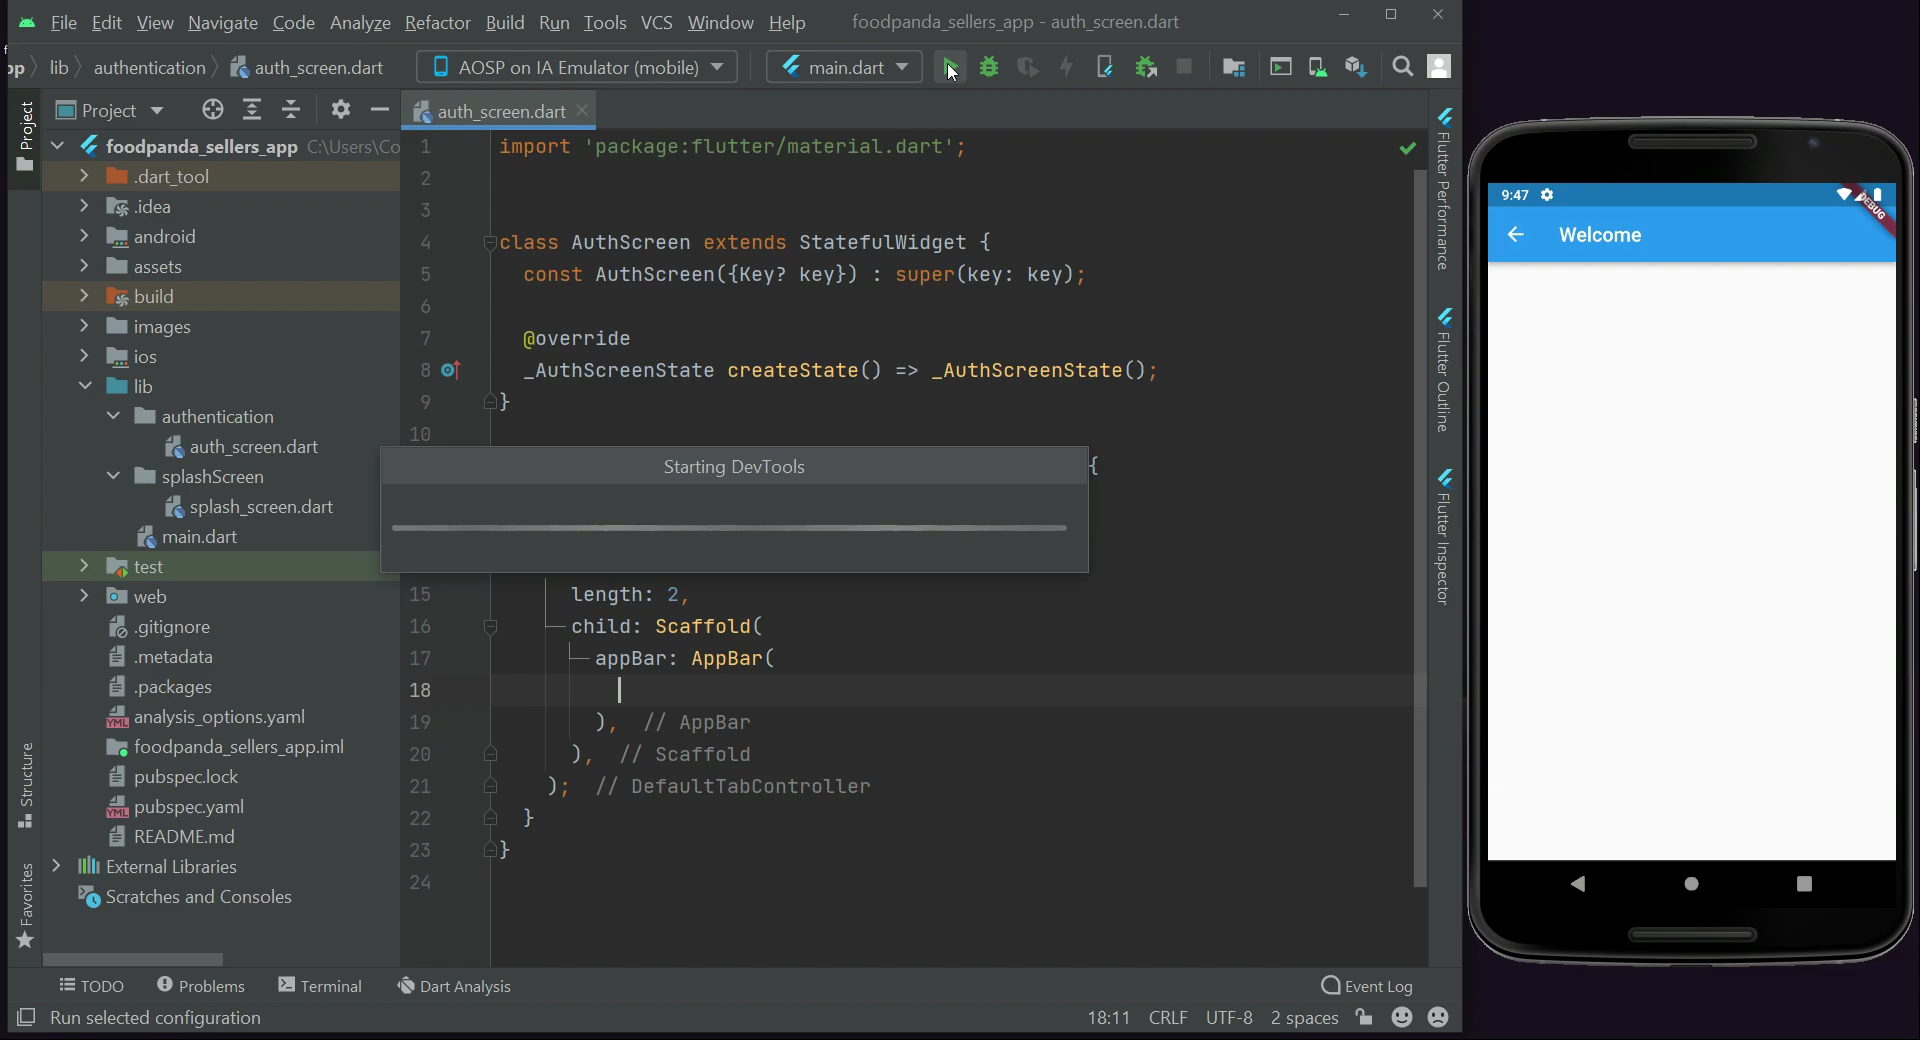 File Edit View Navigate Code Analyze Refactor Build Run Tools VCS Window Help foodpanda_sellers_app - auth_screen.dart
pp lib authentication auth_screen.dart AOSP on IA Emulator (mobile) main.dart
Project auth_screen.dart
Project
foodpanda_sellers_app C:\Users\Co
.dart_tool
.idea
android
assets
build
images
ios
lib
authentication
auth_screen.dart
splashScreen
splash_screen.dart
main.dart
test
web
.gitignore
.metadata
.packages
analysis_options.yaml
foodpanda_sellers_app.iml
pubspec.lock
pubspec.yaml
README.md
External Libraries
Scratches and Consoles
Structure
Favorites
1 import 'package:flutter/material.dart';
2
3
4 class AuthScreen extends StatefulWidget {
5 const AuthScreen({Key? key}) : super(key: key);
6
7 @override
8 _AuthScreenState createState() => _AuthScreenState();
9 }
10
{
Starting DevTools
15 length: 2,
16 child: Scaffold(
17 appBar: AppBar(
18
19 ), // AppBar
20 ), // Scaffold
21 ); // DefaultTabController
22 }
23 }
24
Flutter Performance
Flutter Outline
Flutter Inspector
TODO Problems Terminal Dart Analysis Event Log
Run selected configuration 18:11 CRLF UTF-8 2 spaces
9:47
DEBUG
Welcome